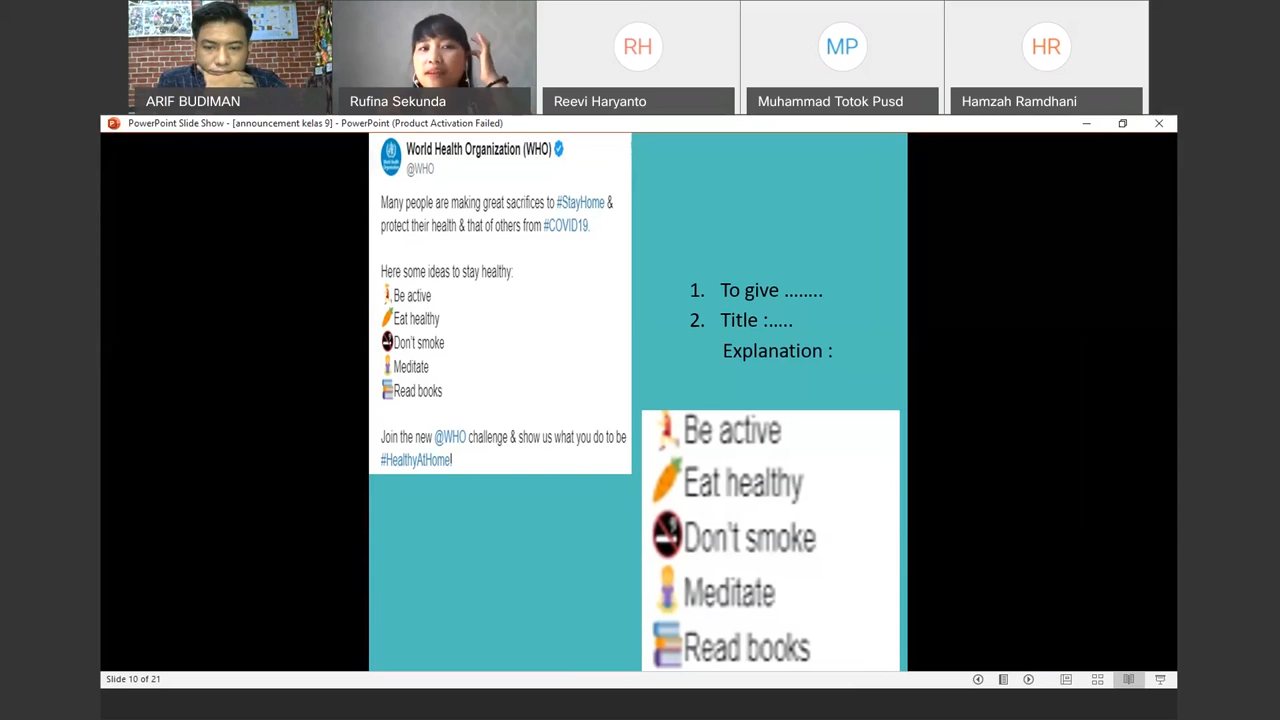 RH
MP
HR
ARIF BUDIMAN
Rufina Sekunda
Reevi Haryanto
Muhammad Totok Pusd
Hamzah Ramdhani
PowerPoint Slide Show - [announcement kelas 9] - PowerPoint (Product Activation Failed)
World Health Organization (WHO)
@WHO
Many people are making great sacrifices to #StayHome &
protect their health & that of others from #COVID19.
Here some ideas to stay healthy:
Be active
Eat healthy
Don't smoke
Meditate
Read books
Join the new @WHO challenge & show us what you do to be
#HealthyAtHome!
1. To give ........
2. Title :.....
Explanation :
Be active
Eat healthy
Don't smoke
Meditate
Read books
Slide 10 of 21